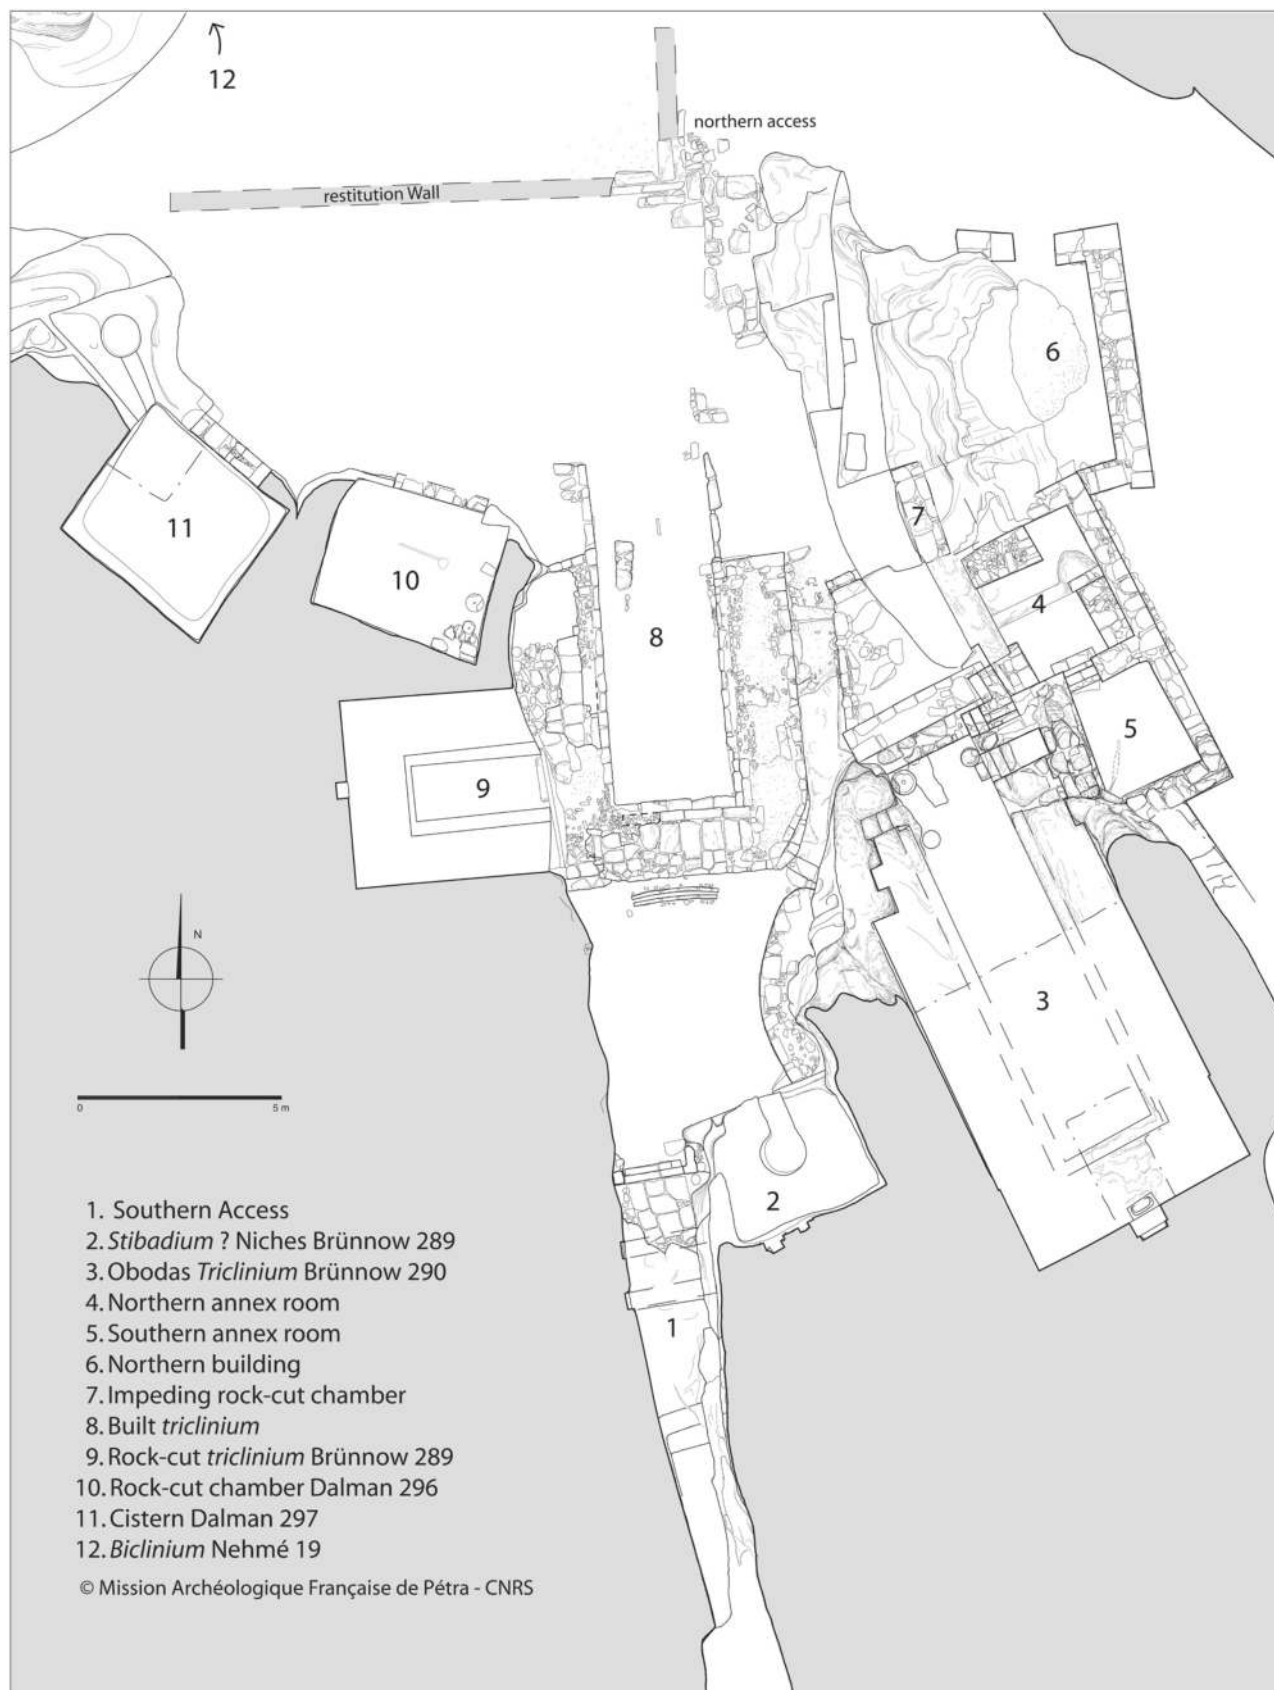 12
northern access
restitution Wall
6
7
11
10
4
8
5
9
N
3
0 5 m
2
1
1. Southern Access
2. Stibadium ? Niches Brünnow 289
3. Obodas Triclinium Brünnow 290
4. Northern annex room
5. Southern annex room
6. Northern building
7. Impeding rock-cut chamber
8. Built triclinium
9. Rock-cut triclinium Brünnow 289
10. Rock-cut chamber Dalman 296
11. Cistern Dalman 297
12. Biclinium Nehmé 19
© Mission Archéologique Française de Pétra - CNRS